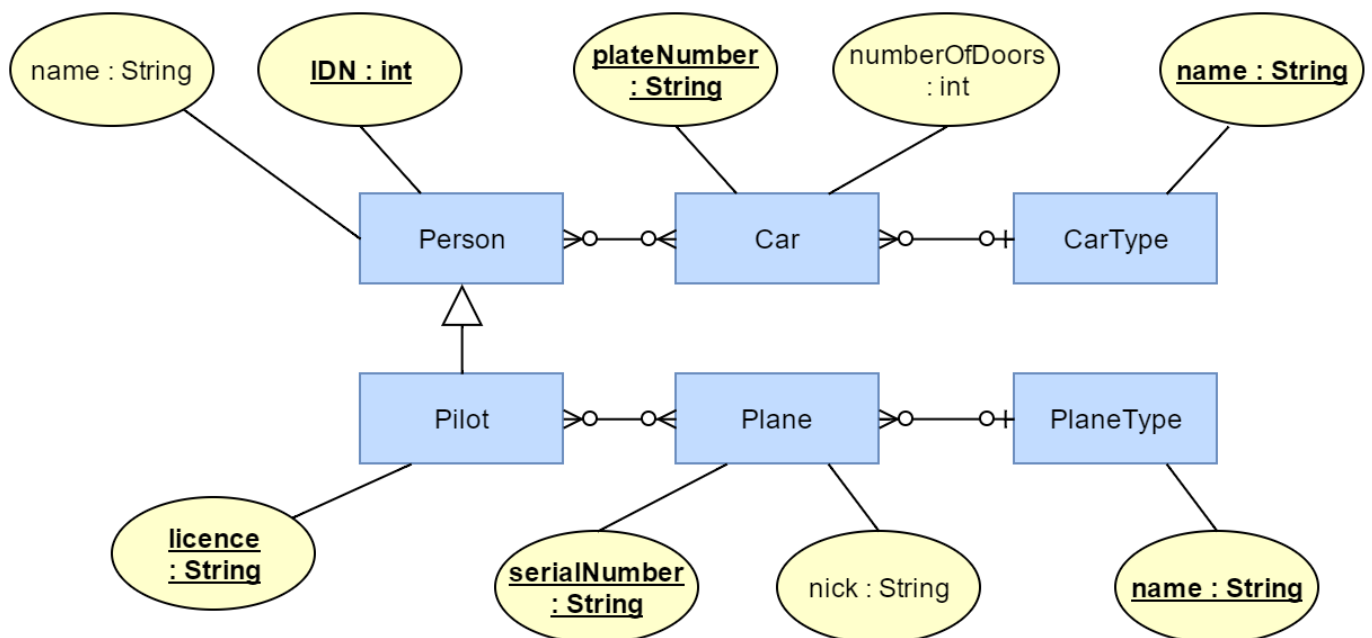 name : String
IDN : int
plateNumber
: String
numberOfDoors
: int
name : String
Person
Car
CarType
Pilot
Plane
PlaneType
licence
: String
serialNumber
: String
nick : String
name : String